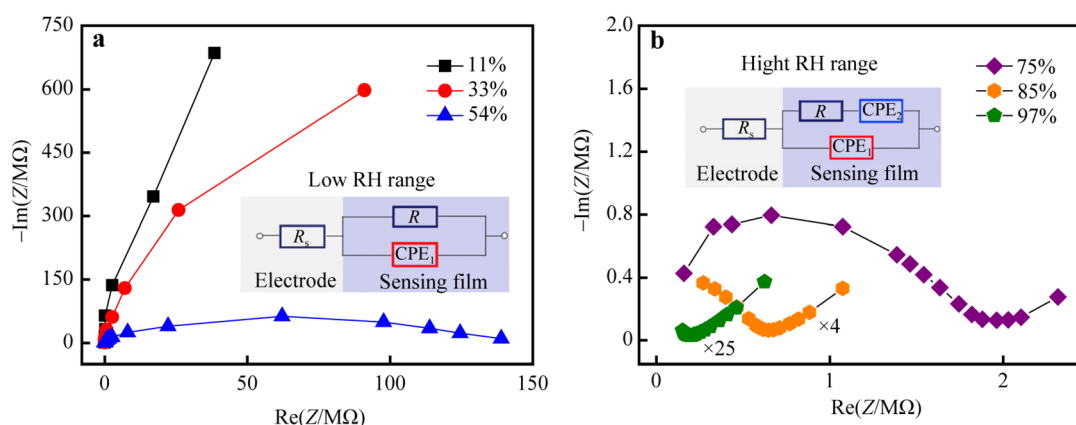 a
750
600
450
300
150
0
−Im(Z/MΩ)
11%
33%
54%
Low RH range
Rs
R
CPE1
Electrode
Sensing film
0
50
100
150
Re(Z/MΩ)
b
2.0
1.6
1.2
0.8
0.4
0
−Im(Z/MΩ)
Hight RH range
75%
85%
97%
Rs
R
CPE2
CPE1
Electrode
Sensing film
×4
×25
0
1
2
Re(Z/MΩ)